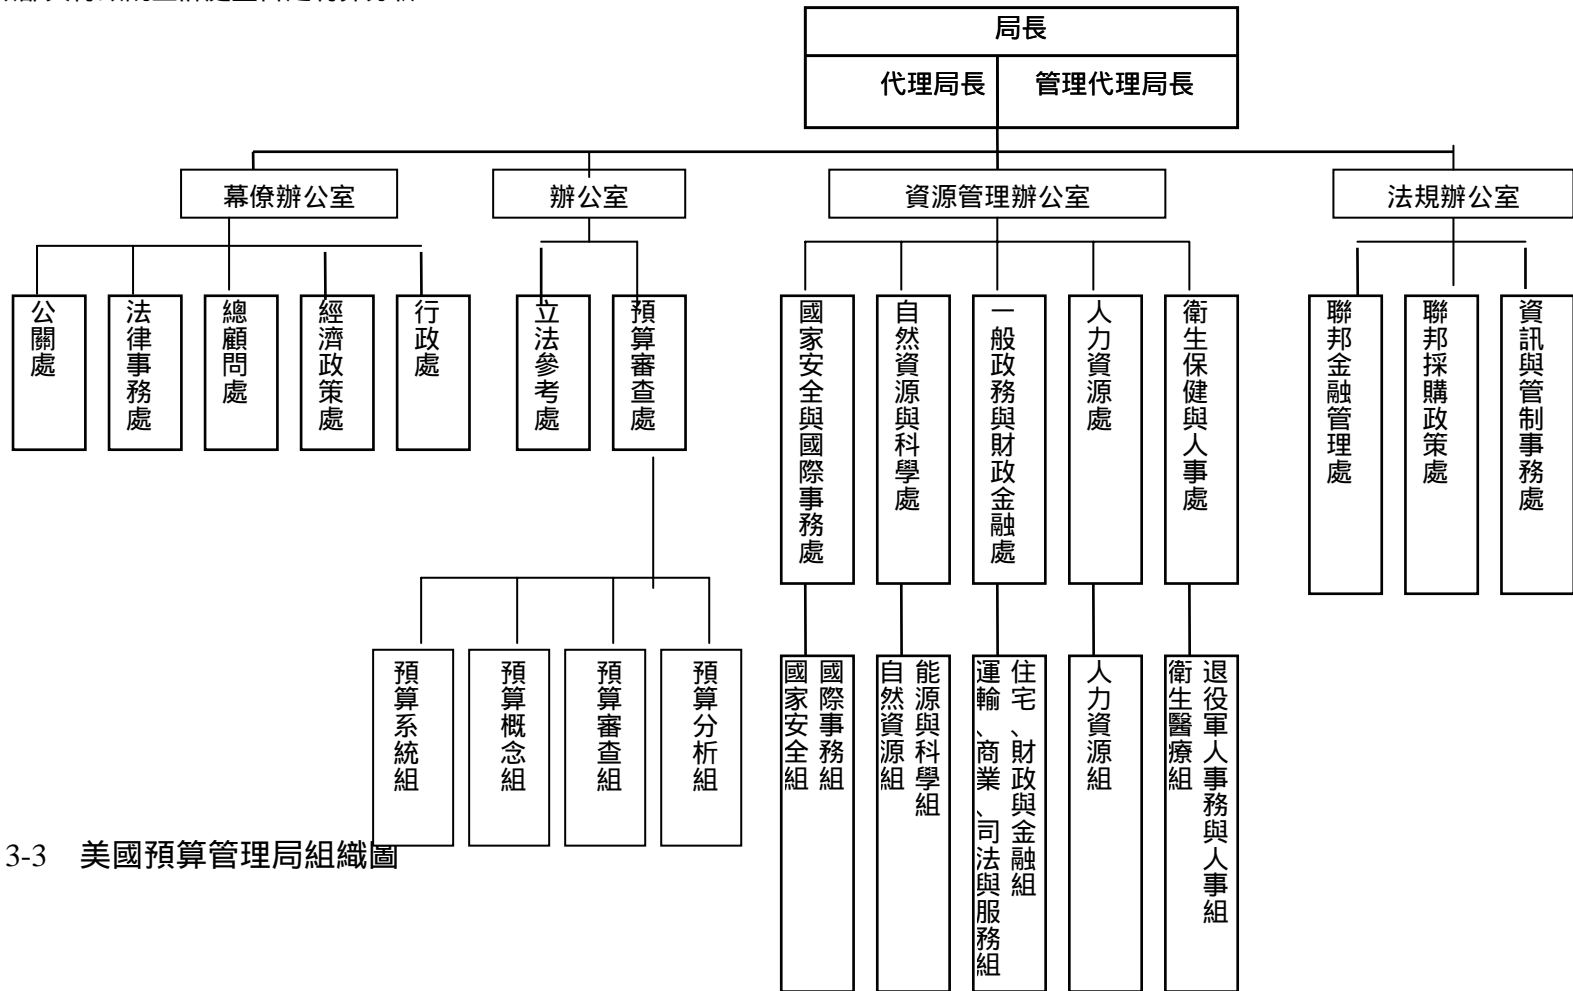 局長
代理局長
管理代理局長
幕僚辦公室
辦公室
資源管理辦公室
法規辦公室
公關處
法律事務處
總顧問處
經濟政策處
行政處
立法參考處
預算審查處
國家安全與國際事務處
自然資源與科學處
一般政務與財政金融處
人力資源處
衛生保健與人事處
聯邦金融管理處
聯邦採購政策處
資訊與管制事務處
預算系統組
預算概念組
預算審查組
預算分析組
國際事務組
國家安全組
能源與科學組
自然資源組
住宅、財政與金融組
運輸、商業、司法與服務組
人力資源組
退役軍人事務與人事組
衛生醫療組
3-3 美國預算管理局組織圖